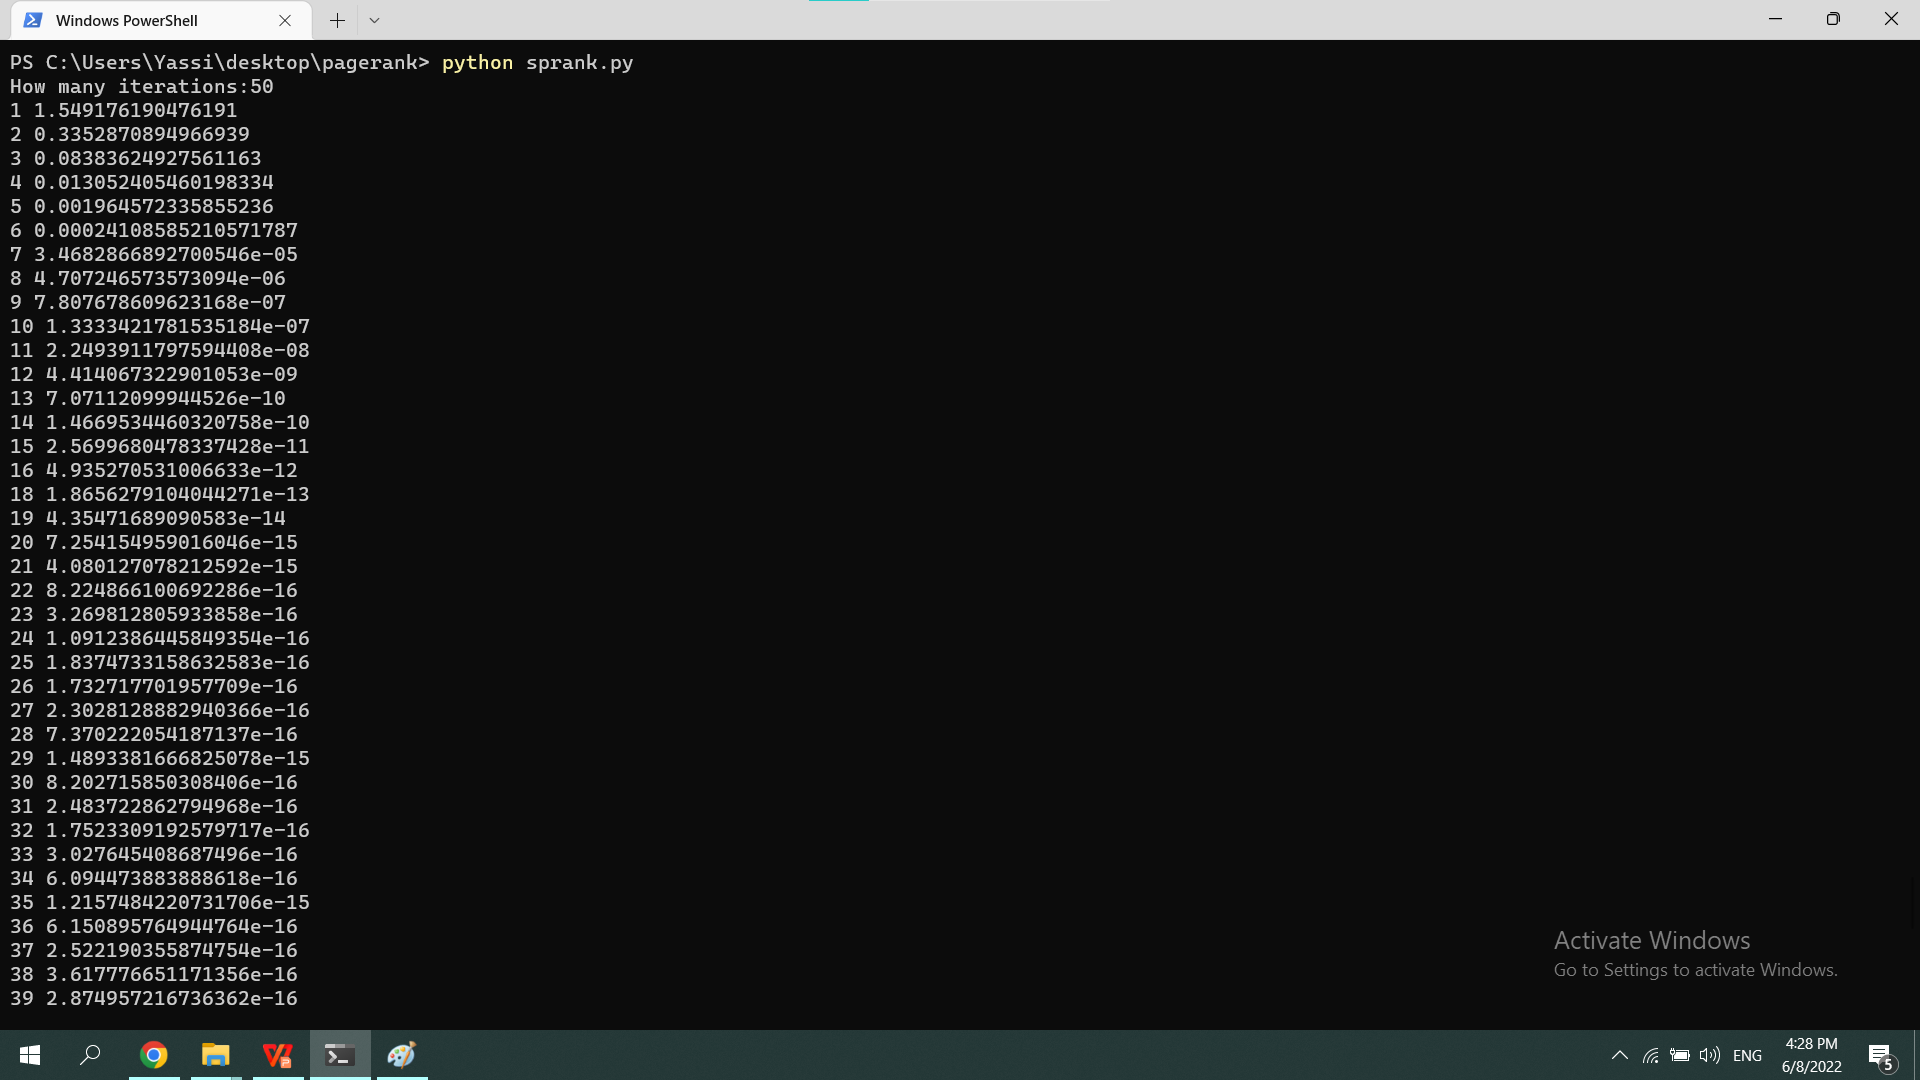 Windows PowerShell
PS C:\Users\Yassi\desktop\pagerank> python sprank.py
How many iterations:50
1 1.549176190476191
2 0.3352870894966939
3 0.08383624927561163
4 0.013052405460198334
5 0.001964572335855236
6 0.00024108585210571787
7 3.4682866892700546e-05
8 4.707246573573094e-06
9 7.807678609623168e-07
10 1.3333421781535184e-07
11 2.2493911797594408e-08
12 4.414067322901053e-09
13 7.07112099944526e-10
14 1.4669534460320758e-10
15 2.5699680478337428e-11
16 4.935270531006633e-12
18 1.8656279104044271e-13
19 4.35471689090583e-14
20 7.254154959016046e-15
21 4.080127078212592e-15
22 8.224866100692286e-16
23 3.269812805933858e-16
24 1.0912386445849354e-16
25 1.8374733158632583e-16
26 1.732717701957709e-16
27 2.3028128882940366e-16
28 7.370222054187137e-16
29 1.4893381666825078e-15
30 8.202715850308406e-16
31 2.483722862794968e-16
32 1.7523309192579717e-16
33 3.027645408687496e-16
34 6.094473883888618e-16
35 1.2157484220731706e-15
36 6.150895764944764e-16
37 2.522190355874754e-16
38 3.6177766511713​56e-16
39 2.874957216736362e-16
Activate Windows
Go to Settings to activate Windows.
ENG
4:28 PM
6/8/2022
5